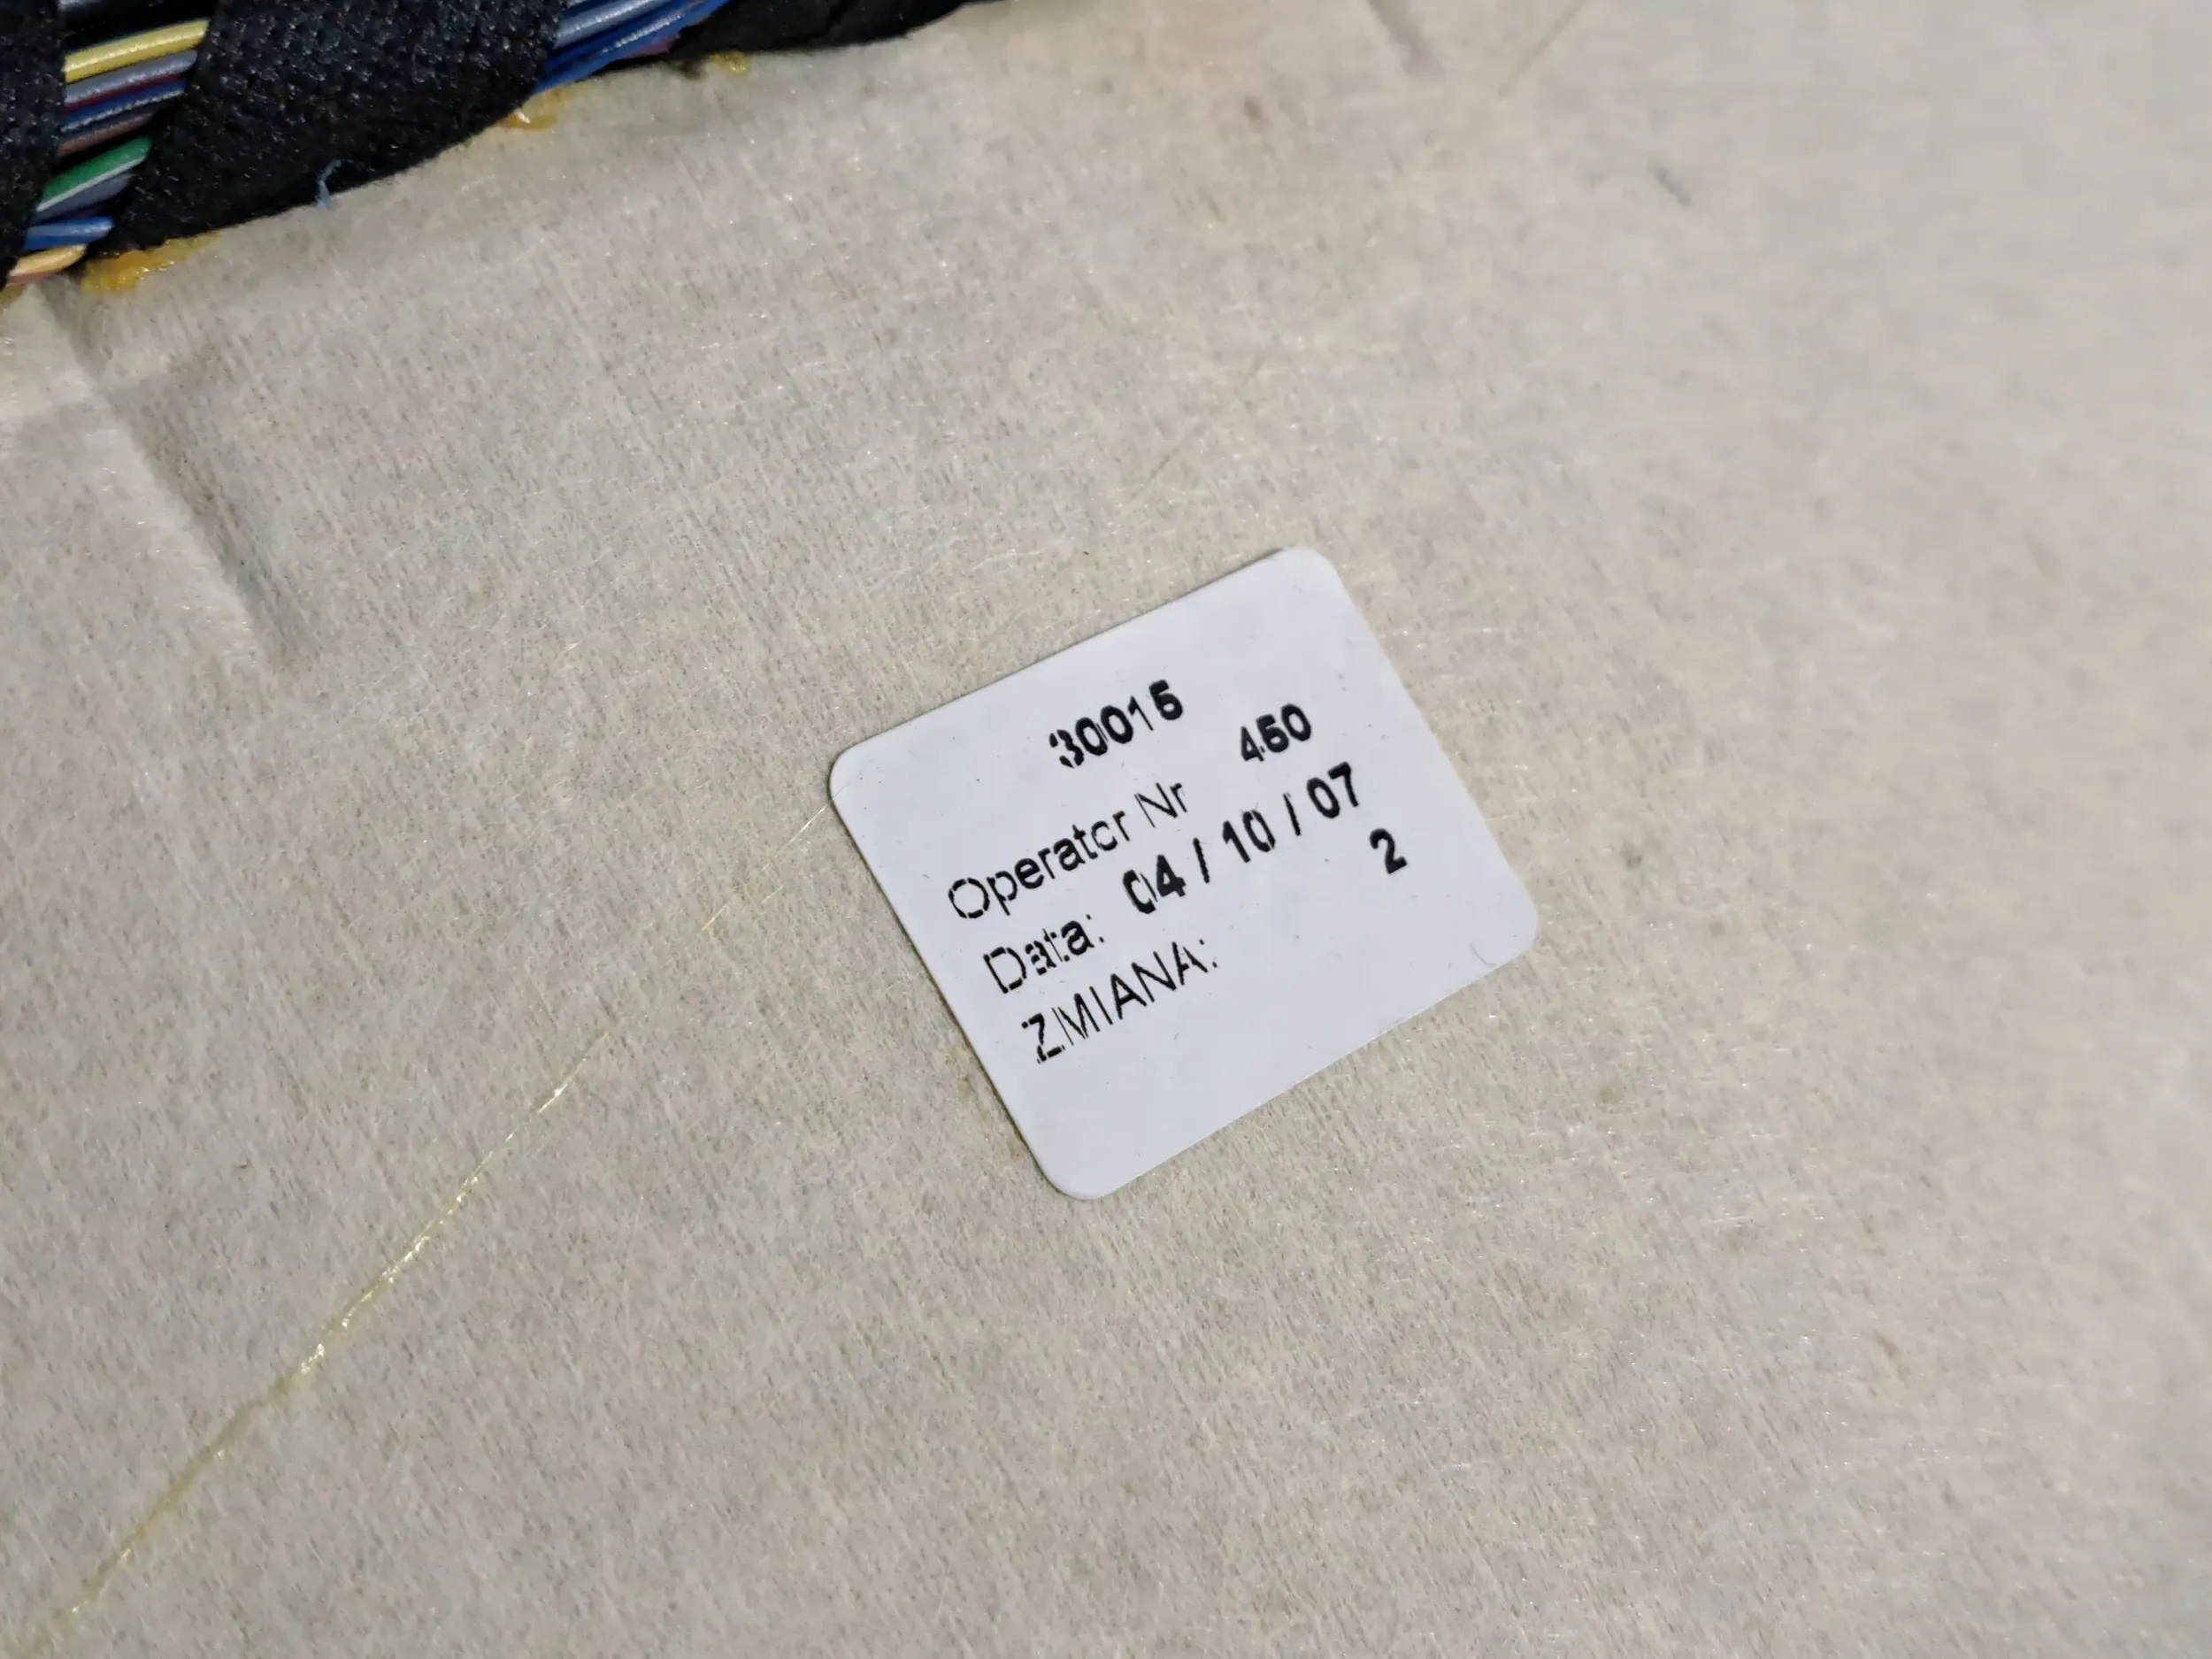 30015
Operator Nr 450
Data: 04 / 10 / 07
ZMIANA: 2